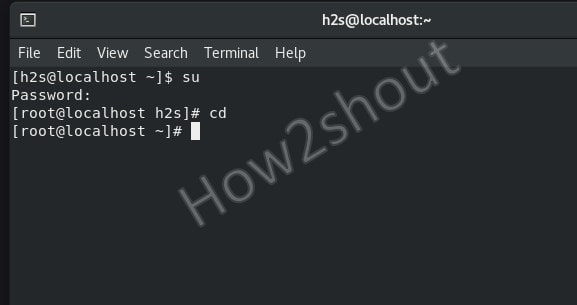 h2s@localhost:~
File Edit View Search Terminal Help
[h2s@localhost ~]$ su
Password:
[root@localhost h2s]# cd
[root@localhost ~]#
How2shout